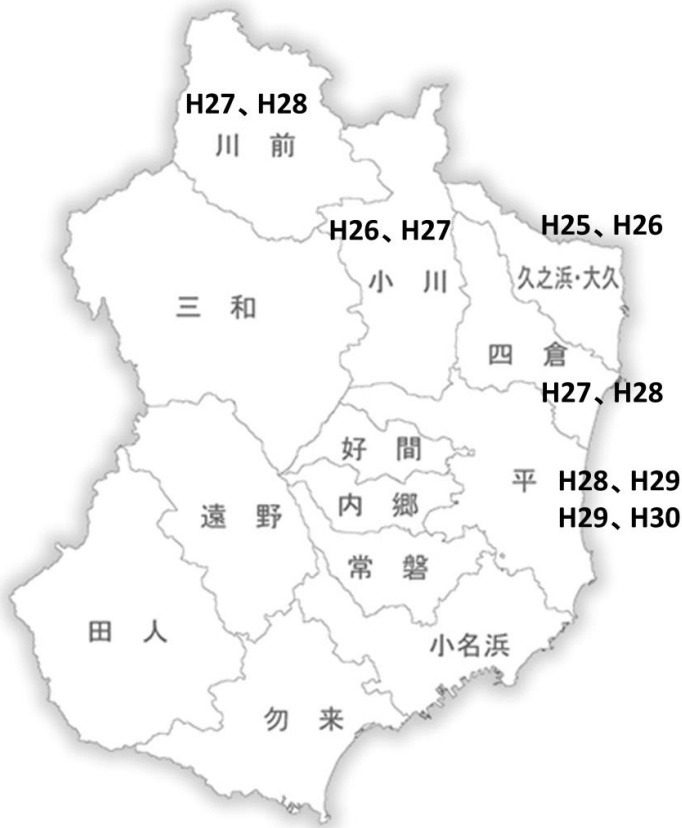 H27、H28
川 前
H26、H27
小 川
H25、H26
久之浜・大久
三 和
四 倉
H27、H28
好 間
平
H28、H29
H29、H30
内 郷
遠 野
常 磐
田 人
小名浜
勿 来